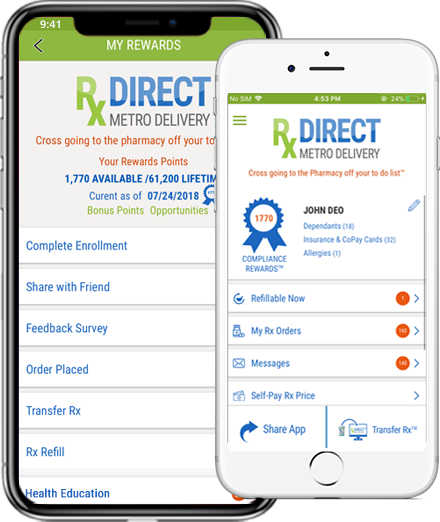 9:41
MY REWARDS
Rx DIRECT
METRO DELIVERY
Cross going to the pharmacy off your to
Your Rewards Points
1,770 AVAILABLE /61,200 LIFETIM
Curent as of 07/24/2018
Bonus Points Opportunities
Complete Enrollment
Share with Friend
Feedback Survey
Order Placed
Transfer Rx
Rx Refill
Health Education
No SIM 4:53 PM 24%
Rx DIRECT
METRO DELIVERY
Cross going to the Pharmacy off your to do list™
1770
COMPLIANCE
REWARDS™
JOHN DEO
Dependants (18)
Insurance & CoPay Cards (32)
Allergies (1)
Refillable Now 1
My Rx Orders 163
Messages 143
Self-Pay Rx Price
Share App
DIRECT
Transfer Rx™